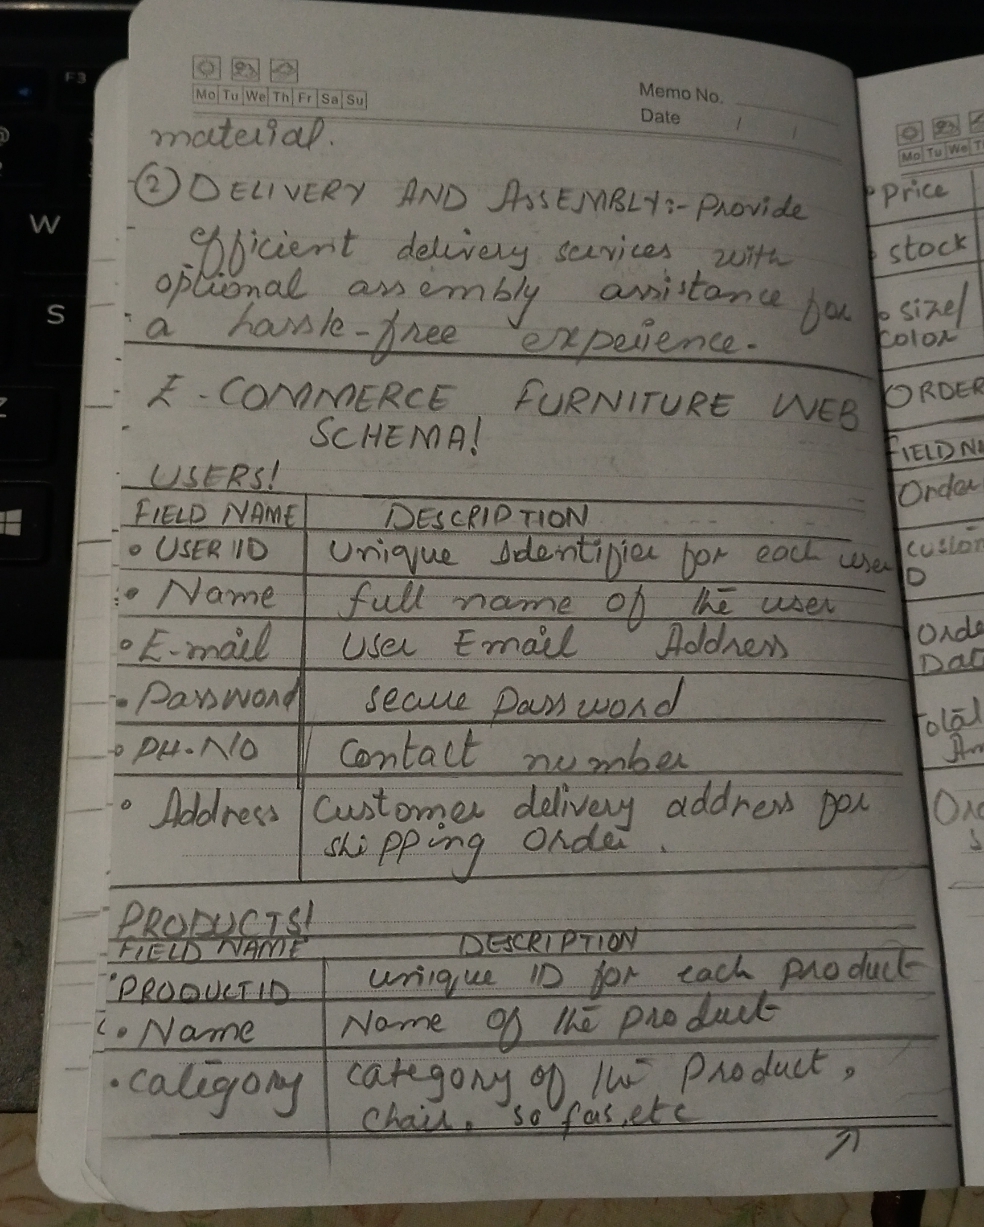 Mo Tu We Th Fr Sa Su
Memo No.
Date / /
material.
② DELIVERY AND ASSEMBLY:- Provide
efficient delivery services with
optional assembly assistance for
a hassle-free experience.
E-COMMERCE FURNITURE WEB
SCHEMA!
USERS!
FIELD NAME DESCRIPTION
• USER ID Unique Identifier for each user
• Name full name of the user
• E-mail User Email Address
• Password secure password
• PH-NO Contact number
• Address Customer delivery address for
shipping order.
PRODUCTS!
FIELD NAME DESCRIPTION
• PRODUCT ID unique ID for each product
• Name Name of the product
• category category of the product,
chair, sofas, etc
Mo Tu We T
• Price
• stock
• size/
color
ORDER
FIELD NA
Order
custom
D
Orde
Dat
Total
Am
Ord
S
F3
W
S
Z